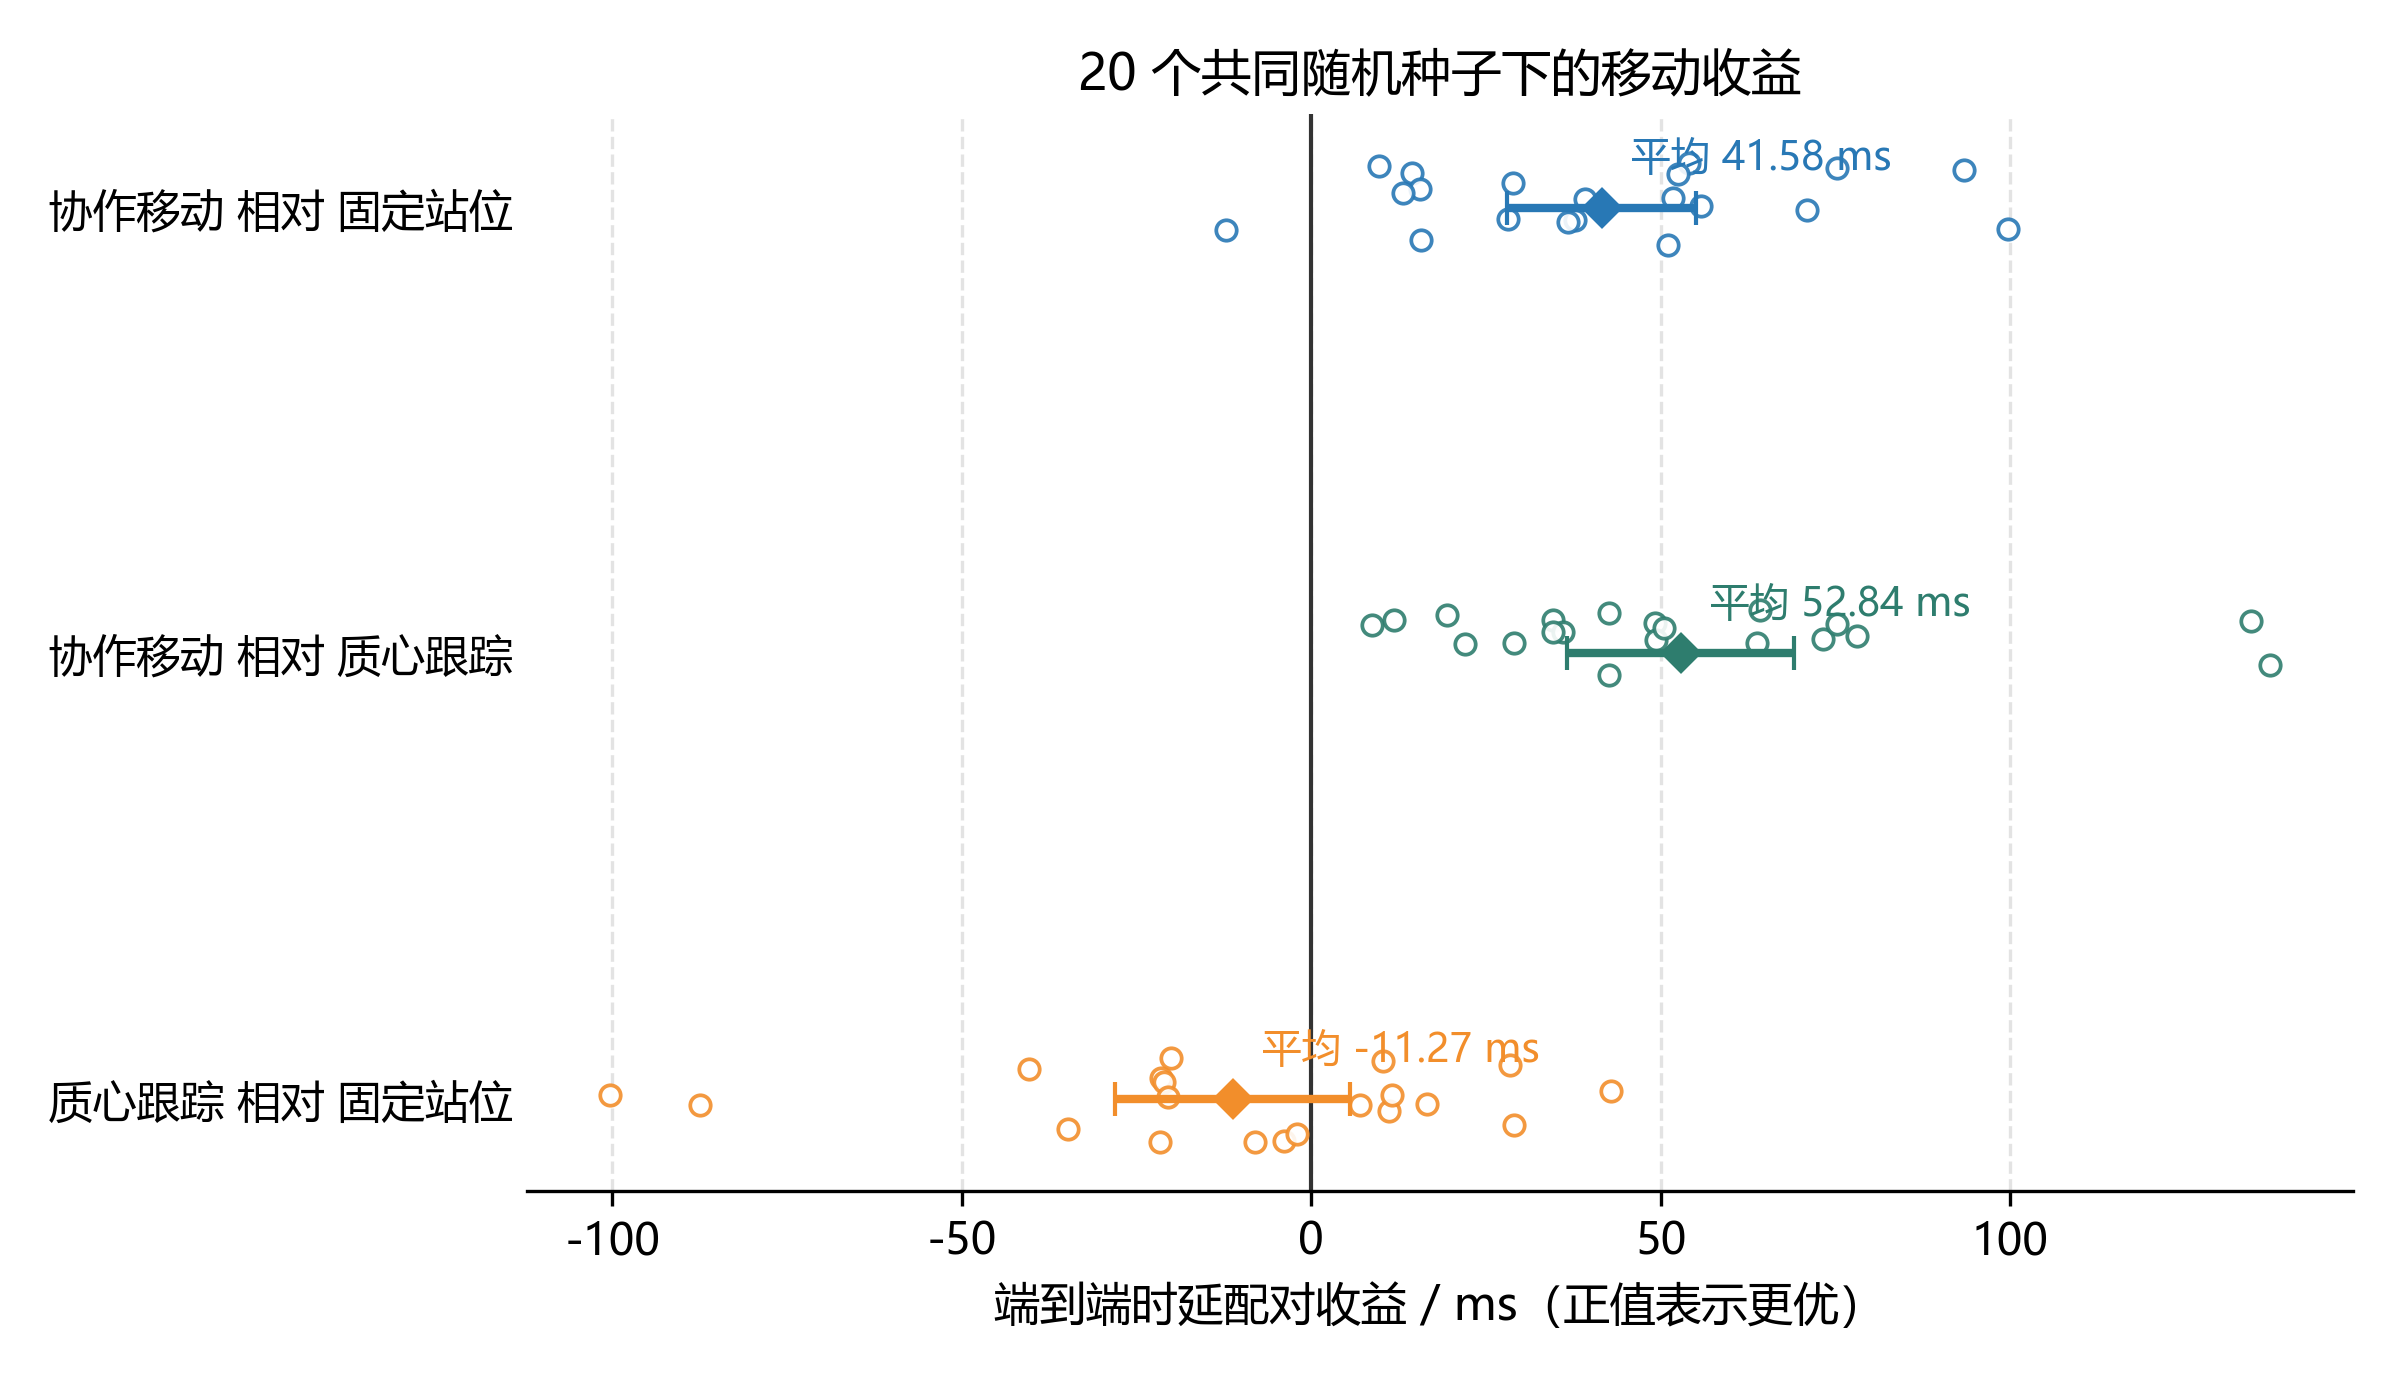 20 个共同随机种子下的移动收益
平均 41.58 ms
协作移动 相对 固定站位
平均 52.84 ms
协作移动 相对 质心跟踪
平均 -11.27 ms
质心跟踪 相对 固定站位
-100
-50
0
50
100
端到端时延配对收益 / ms（正值表示更优）